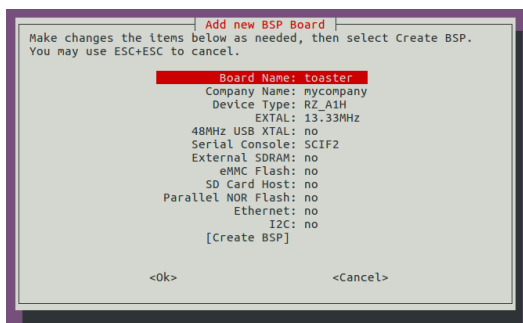 Add new BSP Board
Make changes the items below as needed, then select Create BSP.
You may use ESC+ESC to cancel.
Board Name: toaster
Company Name: mycompany
Device Type: RZ_A1H
EXTAL: 13.33MHz
48MHz USB XTAL: no
Serial Console: SCIF2
External SDRAM: no
eMMC Flash: no
SD Card Host: no
Parallel NOR Flash: no
Ethernet: no
I2C: no
[Create BSP]
<Ok> <Cancel>